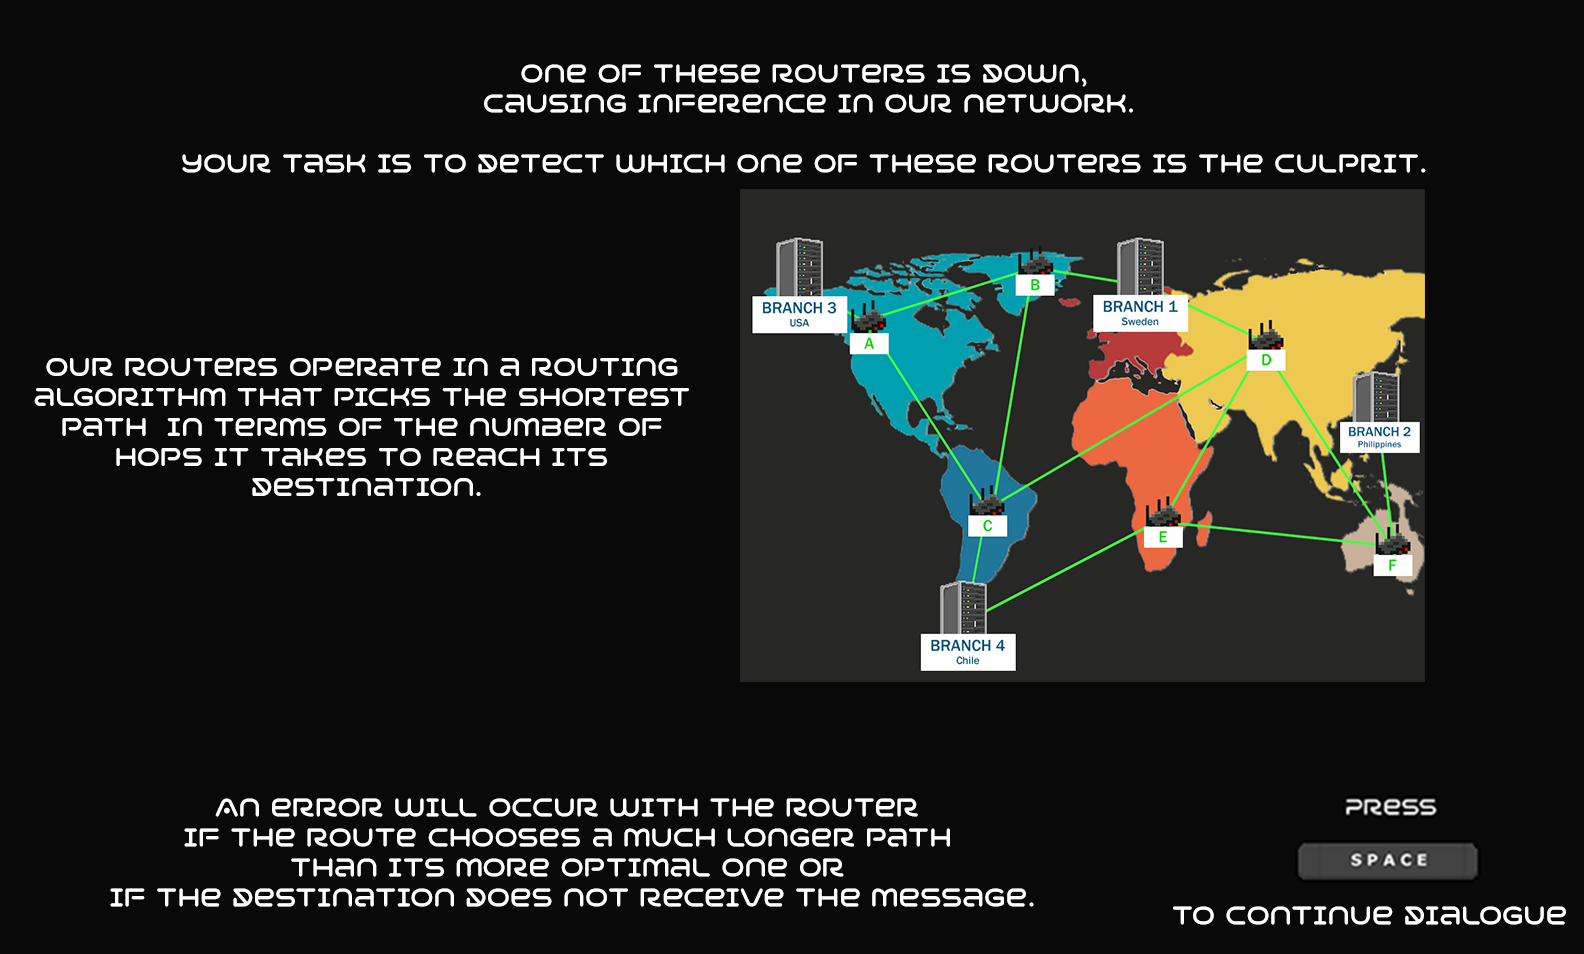 One of these routers is down,
causing inference in our network.
Your task is to detect which one of these routers is the culprit.
BRANCH 3
USA
A
B
BRANCH 1
Sweden
D
BRANCH 2
Philippines
C
E
F
BRANCH 4
Chile
Our routers operate in a routing
algorithm that picks the shortest
path in terms of the number of
hops it takes to reach its
destination.
An error will occur with the router
if the route chooses a much longer path
than its more optimal one or
if the destination does not receive the message.
Press
SPACE
to continue dialogue